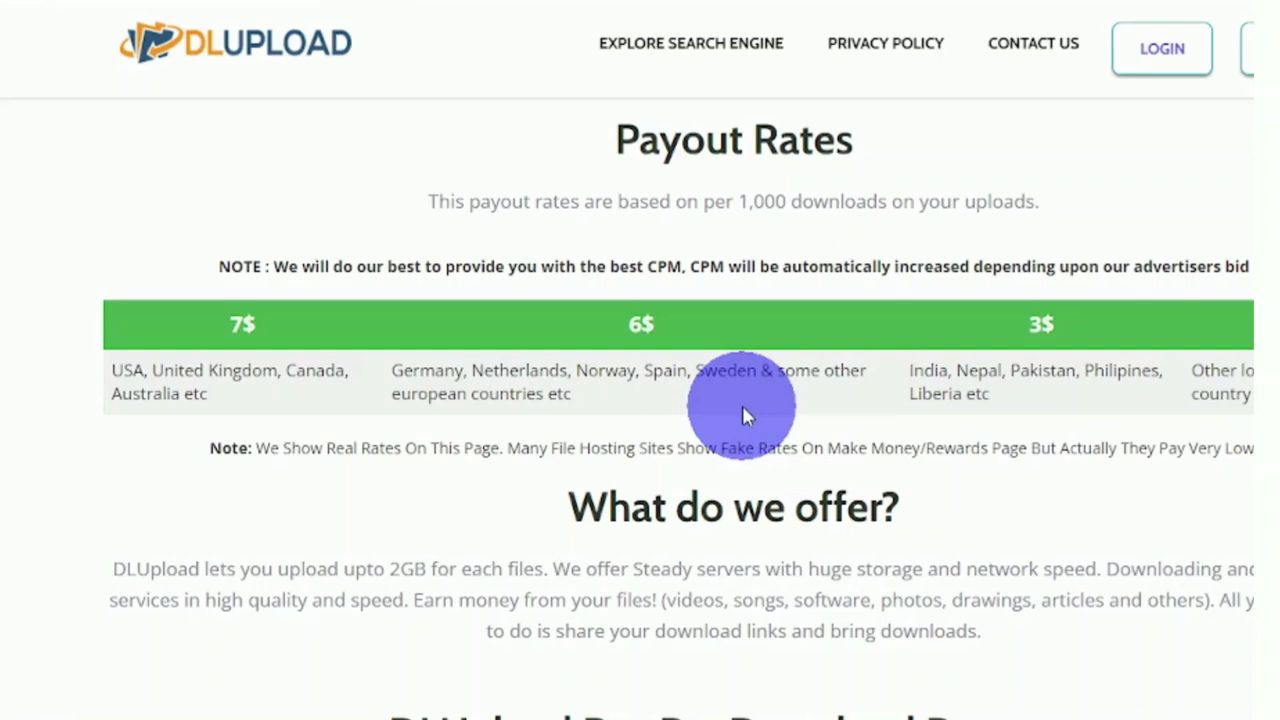 DLUPLOAD
EXPLORE SEARCH ENGINE PRIVACY POLICY CONTACT US LOGIN
Payout Rates
This payout rates are based on per 1,000 downloads on your uploads.
NOTE : We will do our best to provide you with the best CPM, CPM will be automatically increased depending upon our advertisers bid
7$ 6$ 3$
USA, United Kingdom, Canada, Germany, Netherlands, Norway, Spain, Sweden & some other India, Nepal, Pakistan, Philipines, Other
Australia etc european countries etc Liberia etc country
Note: We Show Real Rates On This Page. Many File Hosting Sites Show Fake Rates On Make Money/Rewards Page But Actually They Pay Very Low
What do we offer?
DLUpload lets you upload upto 2GB for each files. We offer Steady servers with huge storage and network speed. Downloading
services in high quality and speed. Earn money from your files! (videos, songs, software, photos, drawings, articles and others). All
to do is share your download links and bring downloads.